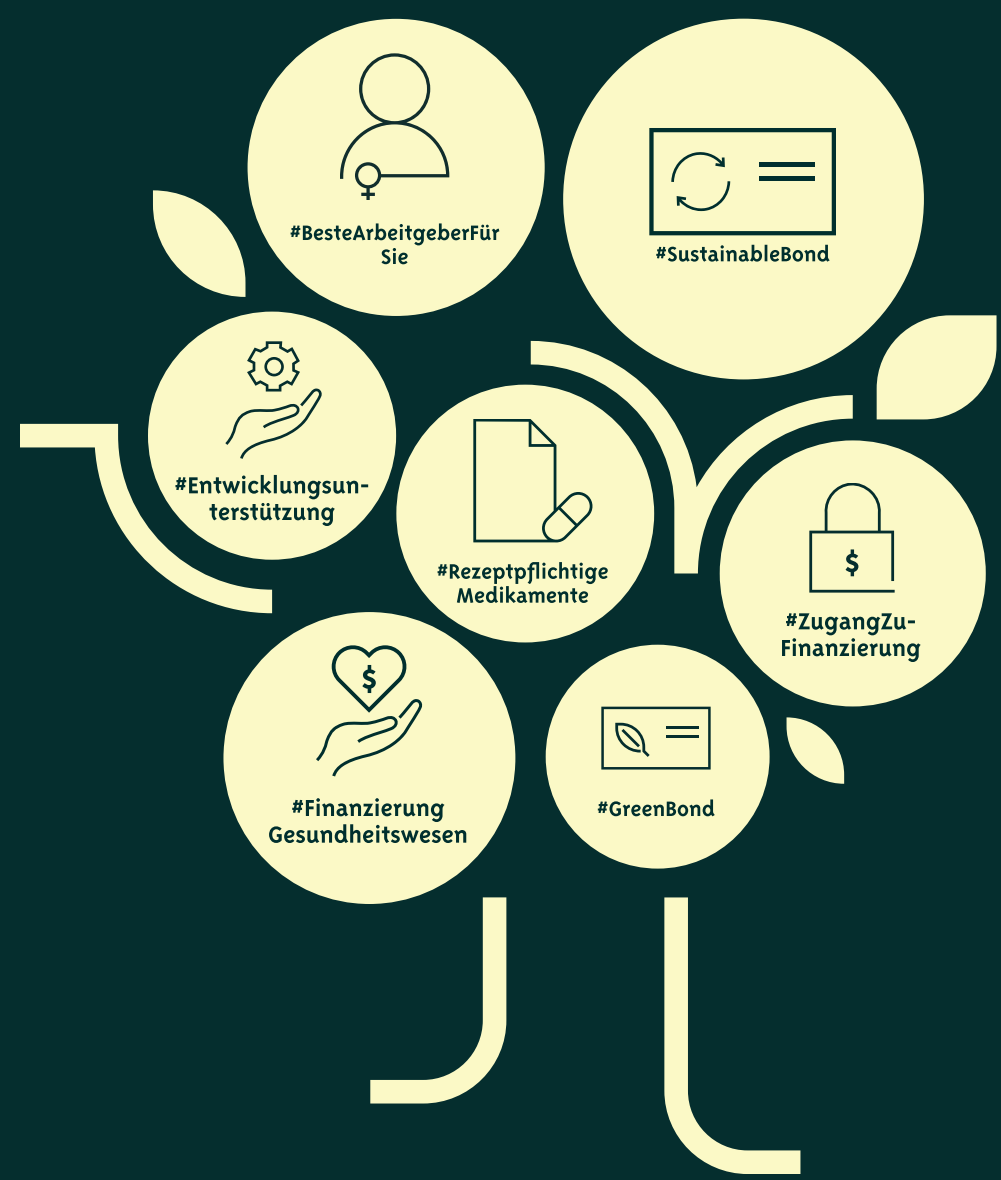 #BesteArbeitgeberFür
Sie
#SustainableBond
#Entwicklungsun-
terstützung
#Rezeptpflichtige
Medikamente
$
#ZugangZu-
Finanzierung
$
#Finanzierung
Gesundheitswesen
#GreenBond